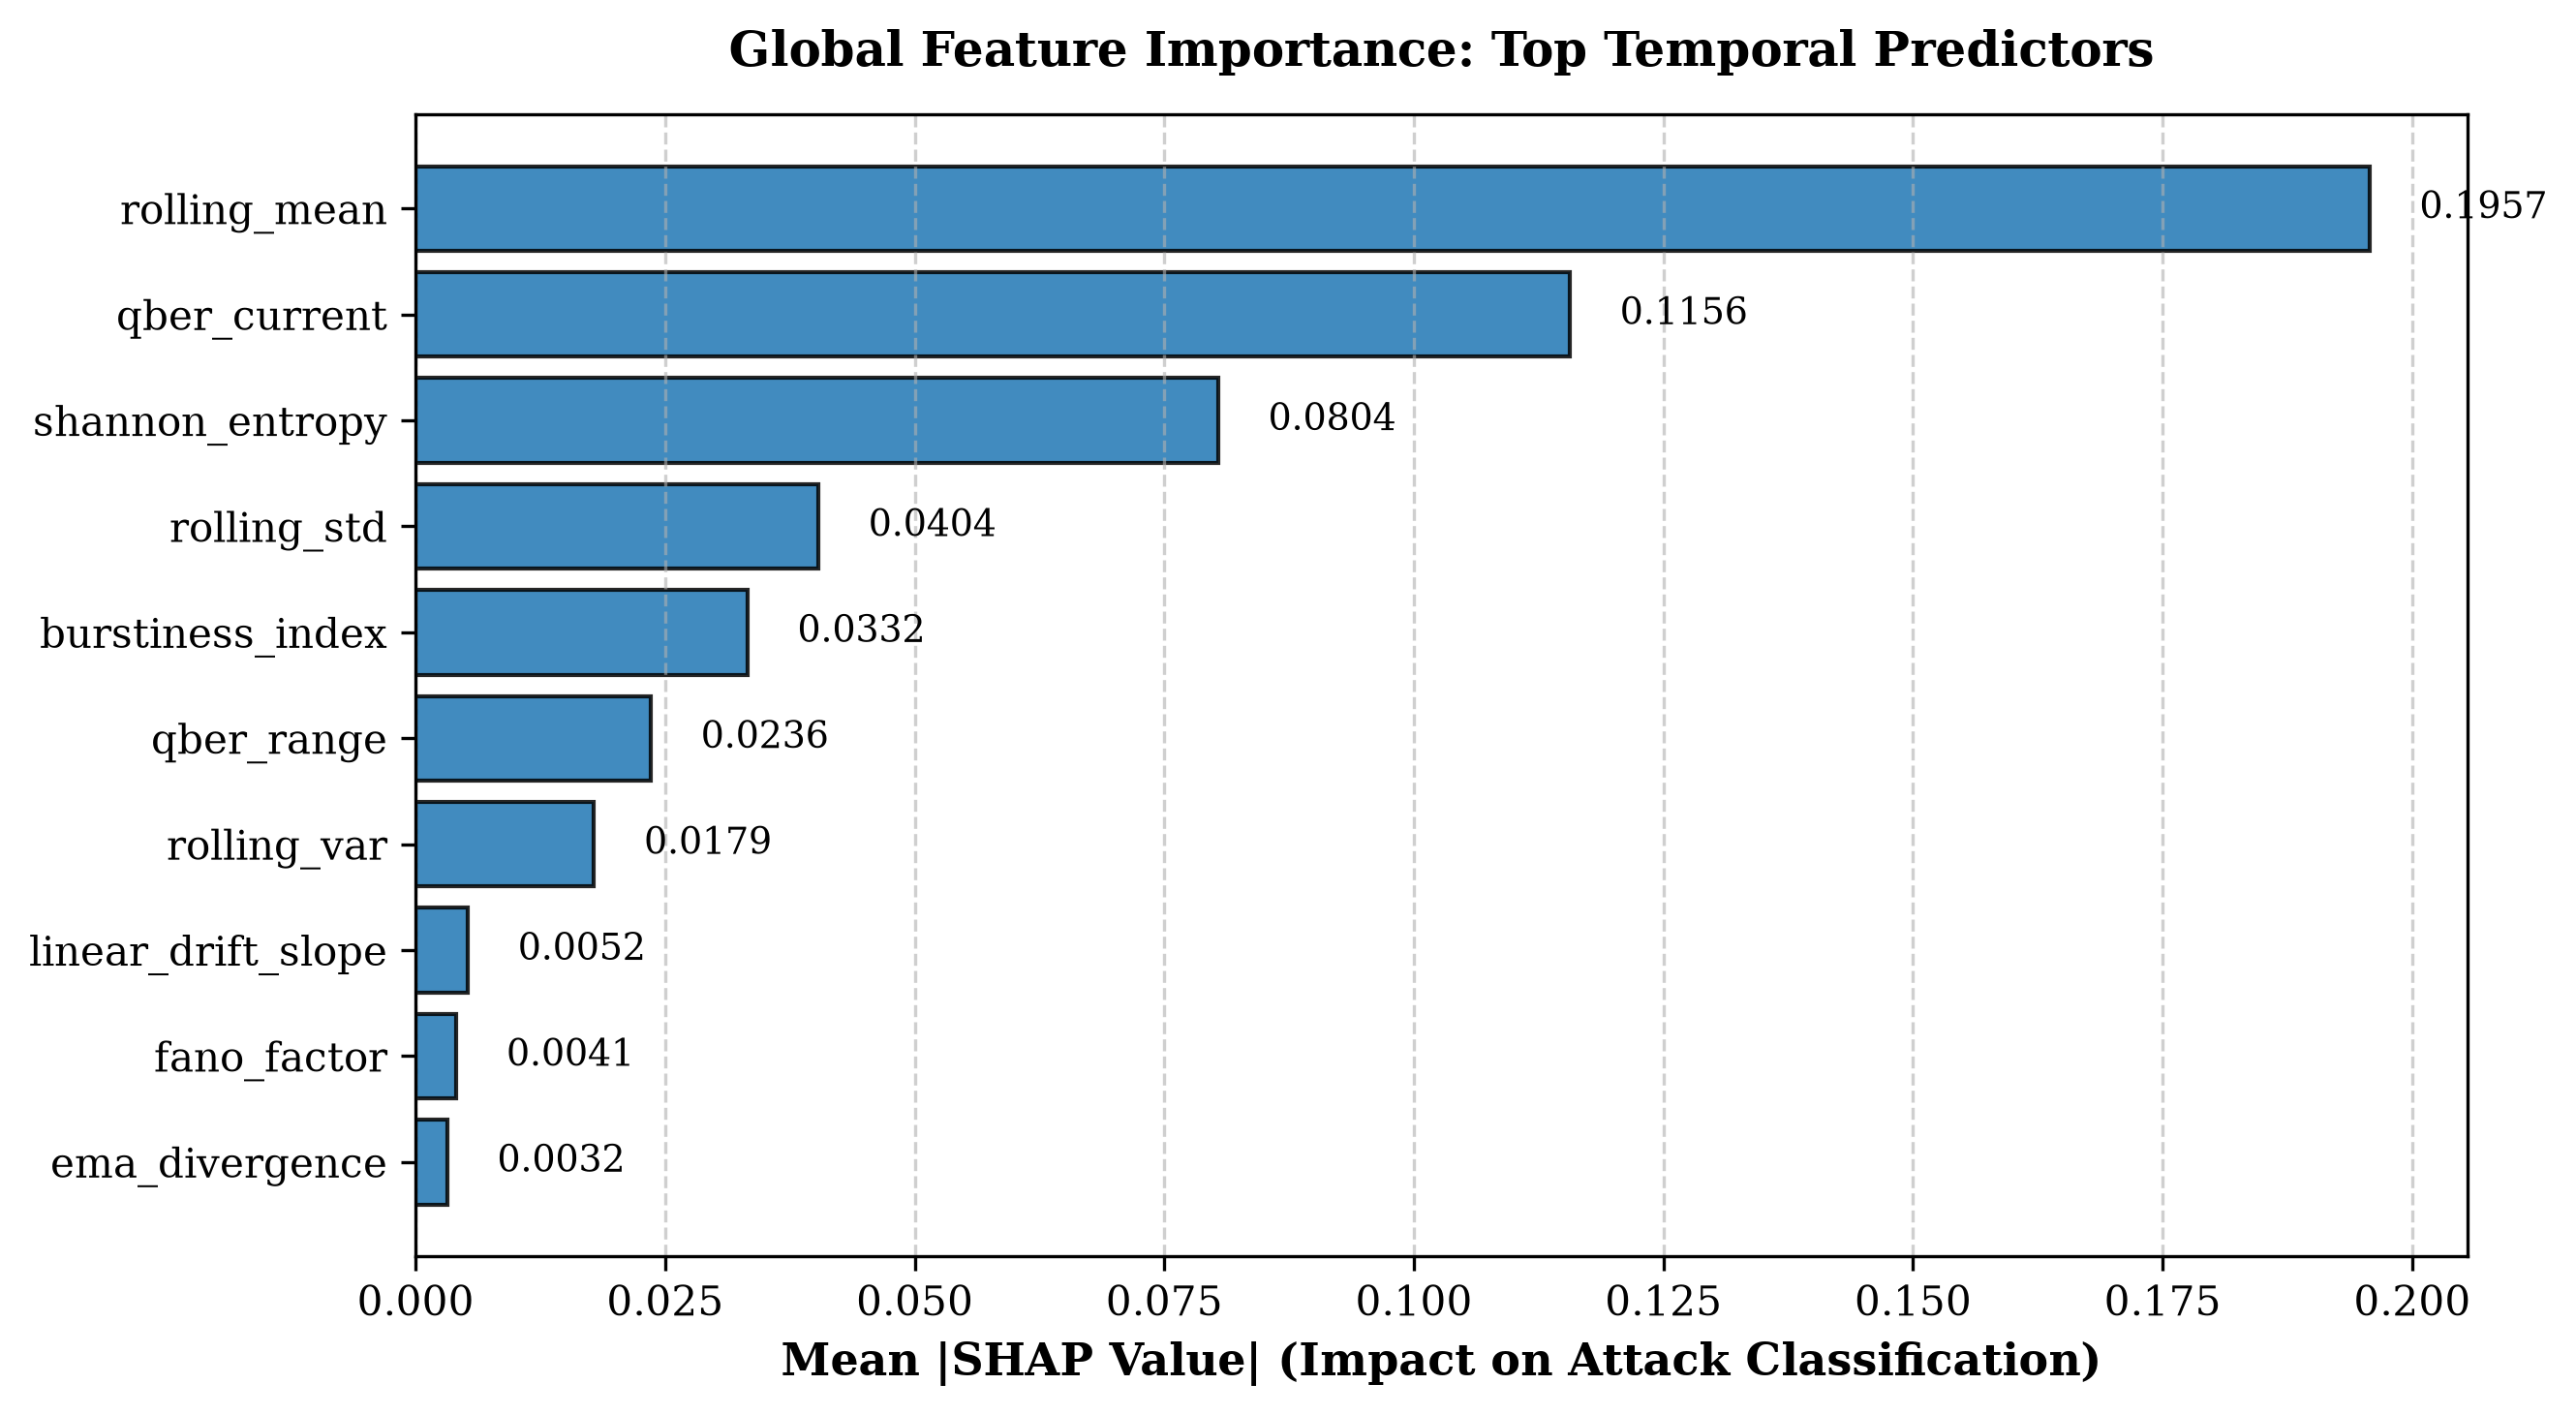 Global Feature Importance: Top Temporal Predictors
rolling_mean 0.1957
qber_current 0.1156
shannon_entropy 0.0804
rolling_std 0.0404
burstiness_index 0.0332
qber_range 0.0236
rolling_var 0.0179
linear_drift_slope 0.0052
fano_factor 0.0041
ema_divergence 0.0032
0.000 0.025 0.050 0.075 0.100 0.125 0.150 0.175 0.200
Mean |SHAP Value| (Impact on Attack Classification)